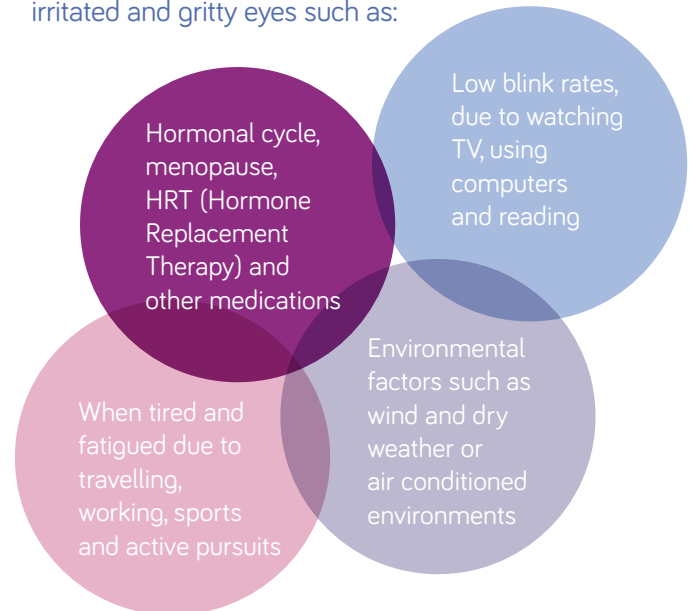 irritated and gritty eyes such as:
Hormonal cycle,
menopause,
HRT (Hormone
Replacement
Therapy) and
other medications
Low blink rates,
due to watching
TV, using
computers
and reading
When tired and
fatigued due to
travelling,
working, sports
and active pursuits
Environmental
factors such as
wind and dry
weather or
air conditioned
environments